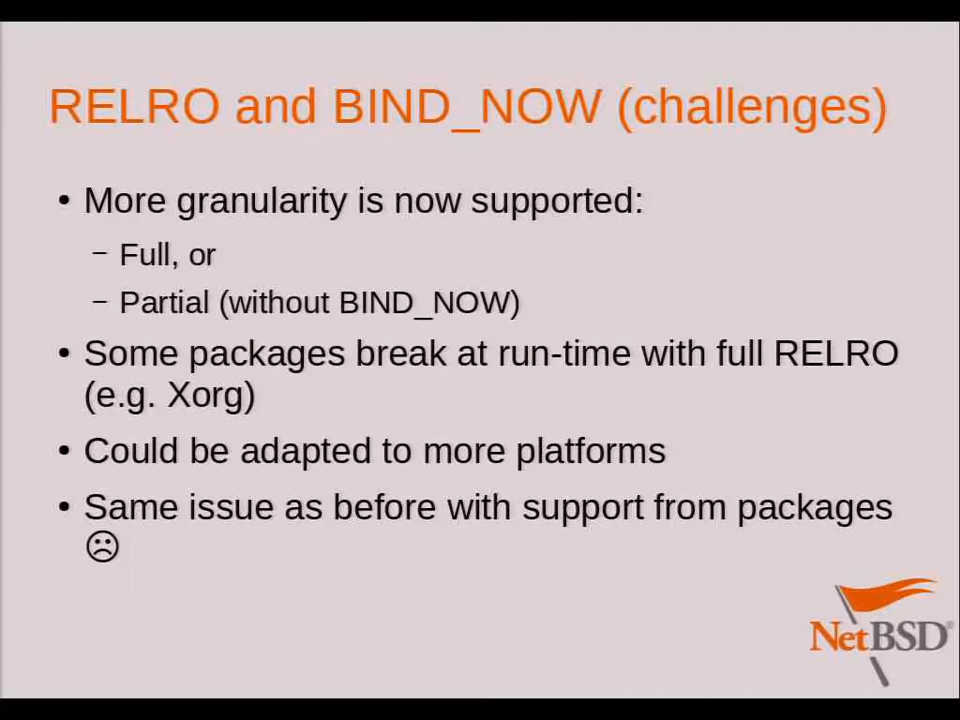 RELRO and BIND_NOW (challenges)
• More granularity is now supported:
– Full, or
– Partial (without BIND_NOW)
• Some packages break at run-time with full RELRO
(e.g. Xorg)
• Could be adapted to more platforms
• Same issue as before with support from packages
☹
NetBSD®